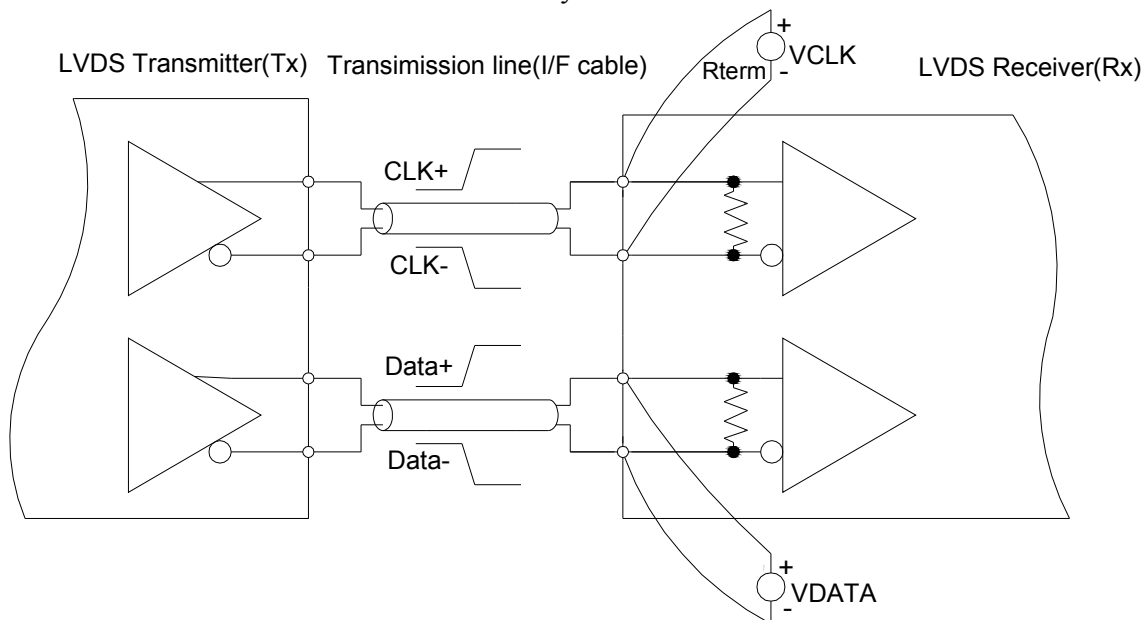 +
VCLK
-
Rterm
LVDS Transmitter(Tx)
Transimission line(I/F cable)
LVDS Receiver(Rx)
CLK+
CLK-
Data+
Data-
+
VDATA
-